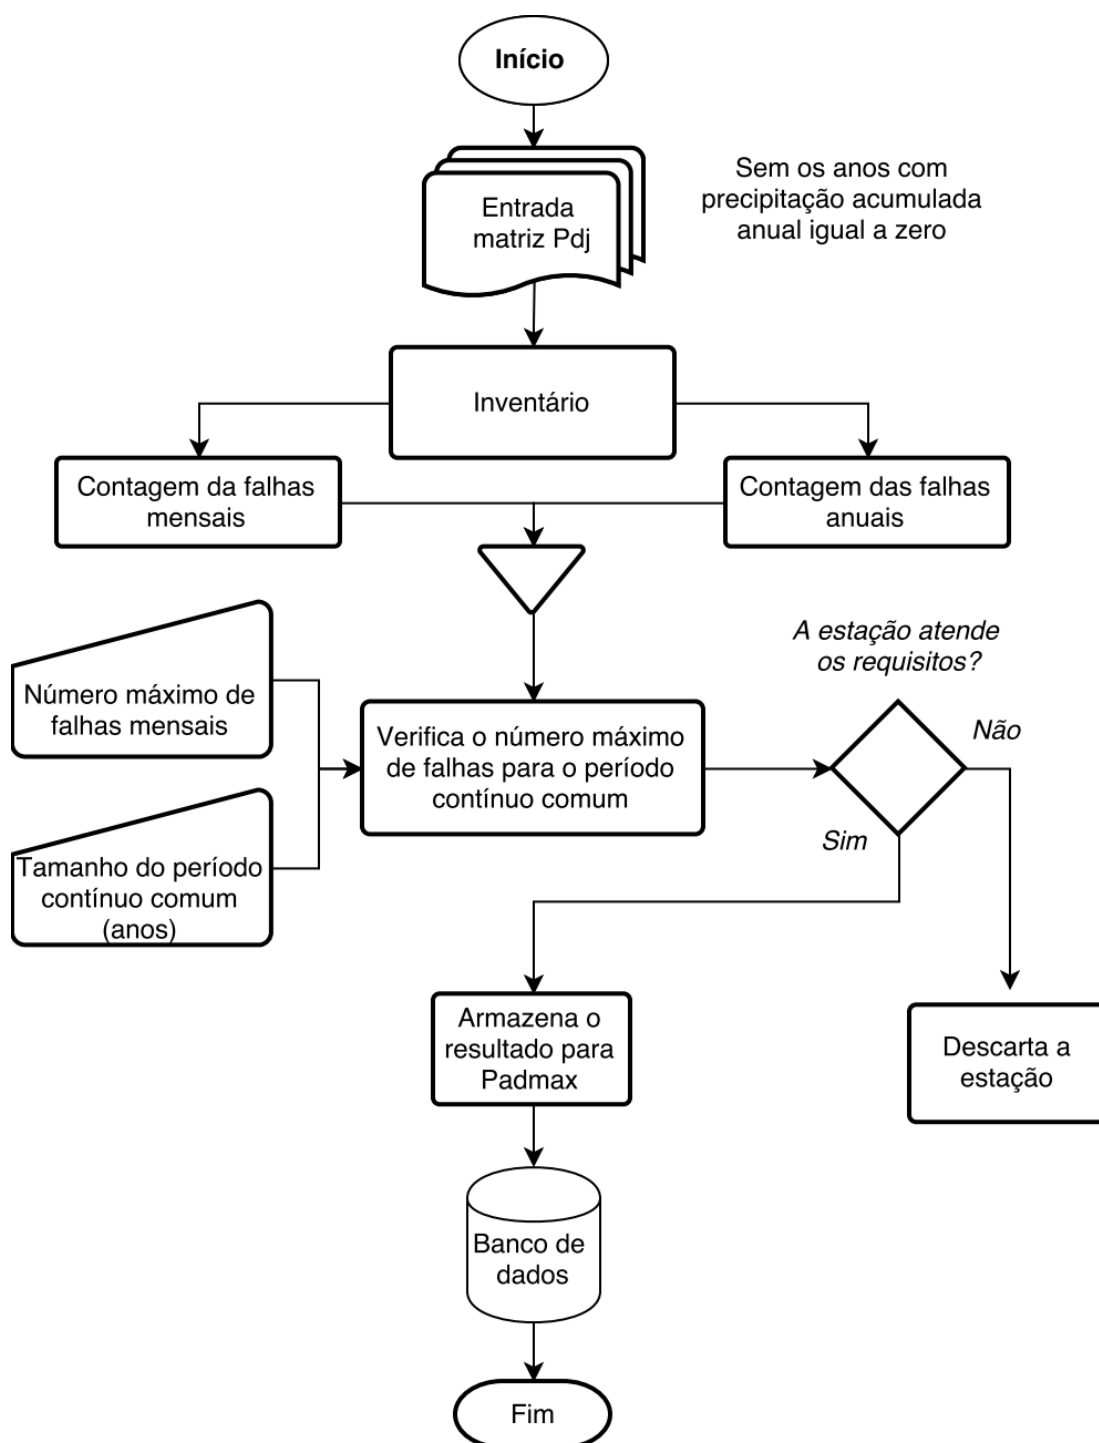 Início
Entrada
matriz Pdj
Sem os anos com
precipitação acumulada
anual igual a zero
Inventário
Contagem da falhas
mensais
Contagem das falhas
anuais
Número máximo de
falhas mensais
Tamanho do período
contínuo comum
(anos)
Verifica o número máximo
de falhas para o período
contínuo comum
A estação atende
os requisitos?
Não
Sim
Armazena o
resultado para
Padmax
Descarta a
estação
Banco de
dados
Fim